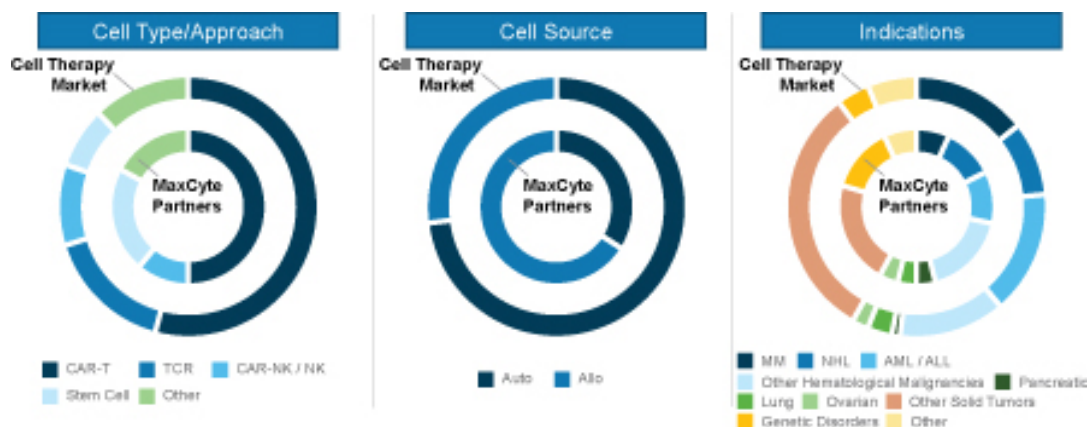 Cell Type/Approach
Cell Therapy
Market
MaxCyte
Partners
CAR-T TCR CAR-NK / NK
Stem Cell Other
Cell Source
Cell Therapy
Market
MaxCyte
Partners
Auto Allo
Indications
Cell Therapy
Market
MaxCyte
Partners
MM NHL AML / ALL
Other Hematological Malignancies Pancreatic
Lung Ovarian Other Solid Tumors
Genetic Disorders Other